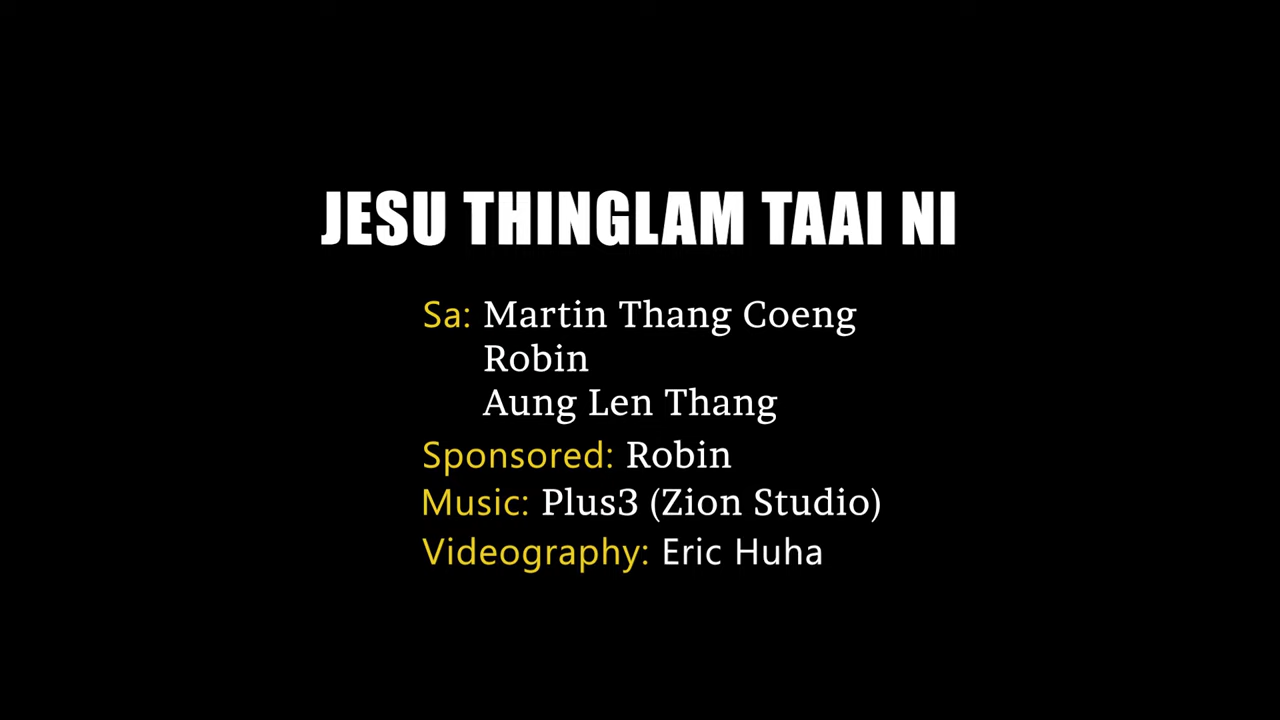 JESU THINGLAM TAAI NI
Sa: Martin Thang Coeng
Robin
Aung Len Thang
Sponsored: Robin
Music: Plus3 (Zion Studio)
Videography: Eric Huha